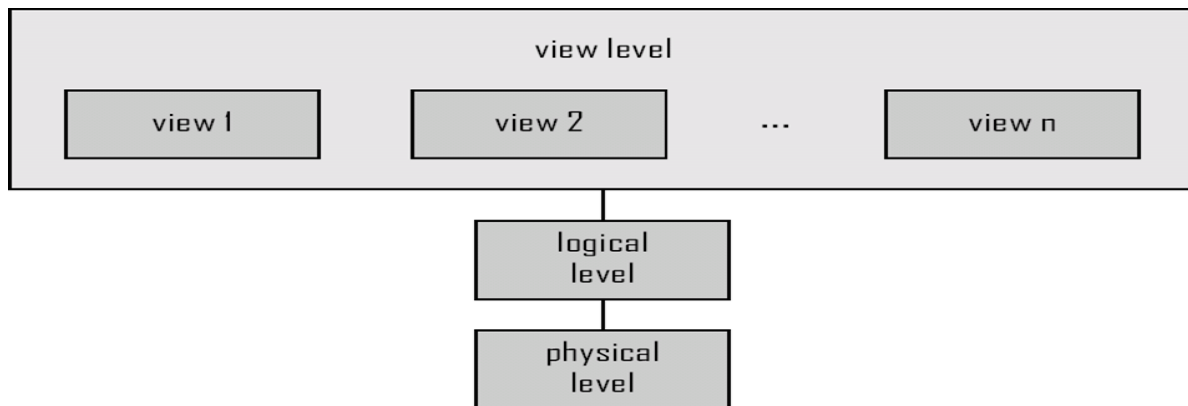 view level
view 1
view 2
...
view n
logical
level
physical
level